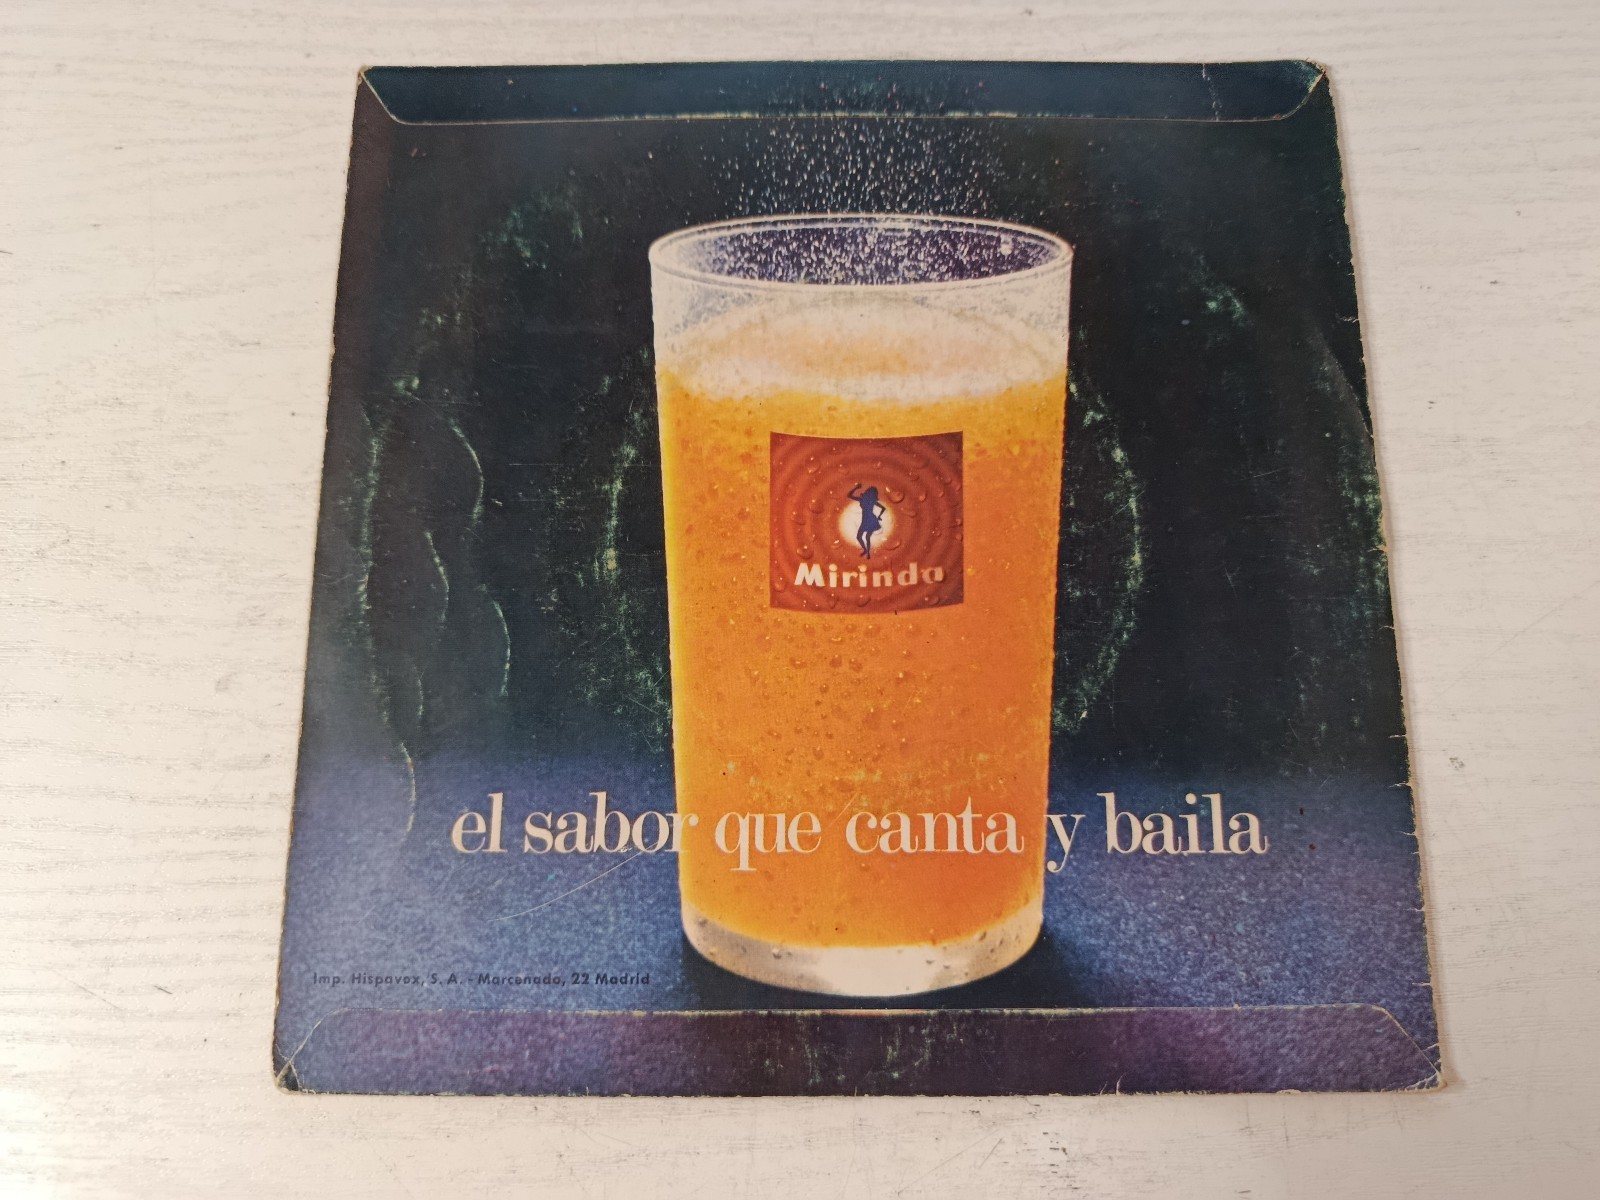 Mirinda
el sabor que canta y baila
Imp. Hispavox, S. A. - Marcenado, 22 Madrid